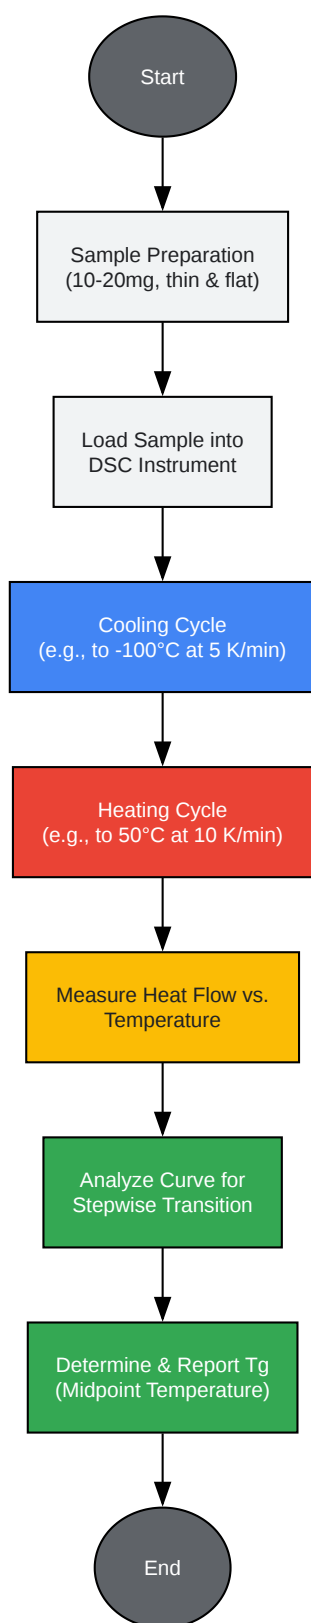 Start
Sample Preparation
(10-20mg, thin & flat)
Load Sample into
DSC Instrument
Cooling Cycle
(e.g., to -100°C at 5 K/min)
Heating Cycle
(e.g., to 50°C at 10 K/min)
Measure Heat Flow vs.
Temperature
Analyze Curve for
Stepwise Transition
Determine & Report Tg
(Midpoint Temperature)
End